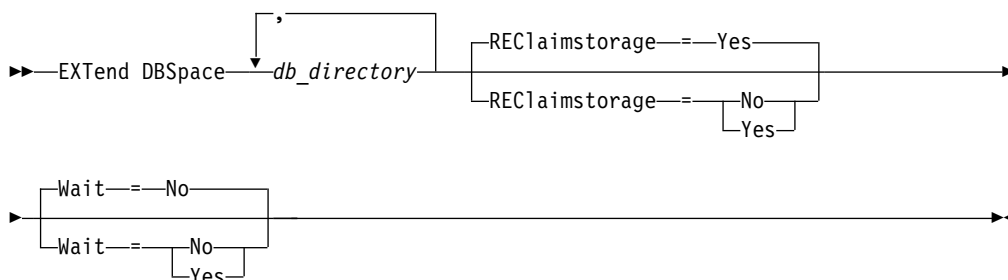 ,
REClaimstorage = Yes
EXTend DBSpace db_directory
REClaimstorage = No
Yes
Wait = No
Wait = No
Yes